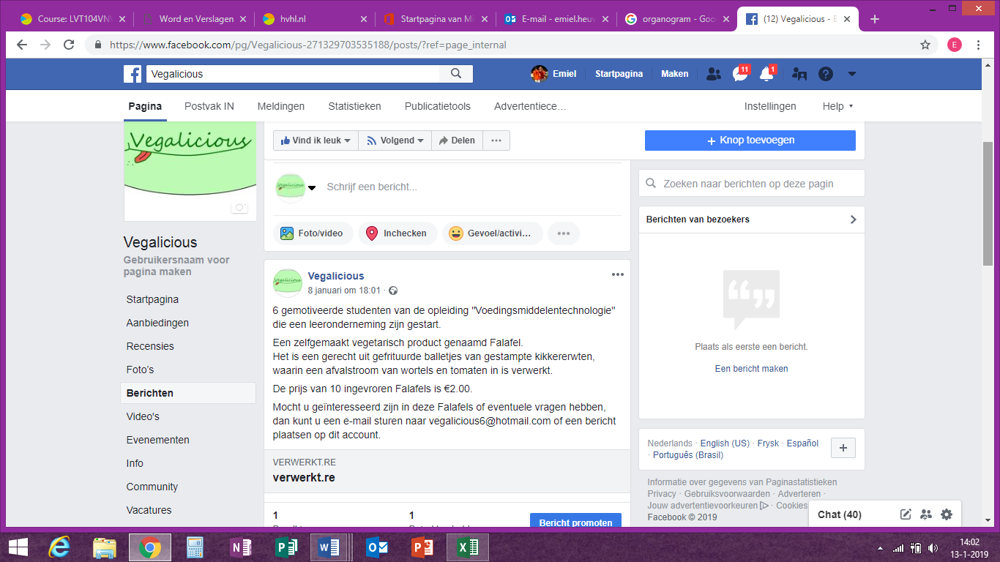 Course: LVT104VN
Word en Verslagen
hvhl.nl
Startpagina van Mi
E-mail - emiel.heuv
organogram - Goo
(12) Vegalicious - B
https://www.facebook.com/pg/Vegalicious-271329703535188/posts/?ref=page_internal
E
Vegalicious
Emiel
Startpagina
Maken
11
1
Pagina
Postvak IN
Meldingen
Statistieken
Publicatietools
Advertentiece…
Instellingen
Help
Vegalicious
Vind ik leuk
Volgend
Delen
Knop toevoegen
Schrijf een bericht...
Foto/video
Inchecken
Gevoel/activi…
Vegalicious
Gebruikersnaam voor
pagina maken
Startpagina
Aanbiedingen
Recensies
Foto's
Berichten
Video's
Evenementen
Info
Community
Vacatures
Vegalicious
8 januari om 18:01 ·
6 gemotiveerde studenten van de opleiding "Voedingsmiddelentechnologie"
die een leeronderneming zijn gestart.
Een zelfgemaakt vegetarisch product genaamd Falafel.
Het is een gerecht uit gefrituurde balletjes van gestampte kikkererwten,
waarin een afvalstroom van wortels en tomaten in is verwerkt.
De prijs van 10 ingevroren Falafels is €2.00.
Mocht u geïnteresseerd zijn in deze Falafels of eventuele vragen hebben,
dan kunt u een e-mail sturen naar vegalicious6@hotmail.com of een bericht
plaatsen op dit account.
VERWERKT.RE
verwerkt.re
1
1
Bericht promoten
Zoeken naar berichten op deze pagin
Berichten van bezoekers
Plaats als eerste een bericht.
Een bericht maken
Nederlands · English (US) · Frysk · Español
· Português (Brasil)
Informatie over gegevens van Paginastatistieken
Privacy · Gebruiksvoorwaarden · Adverteren ·
Jouw advertentievoorkeuren · Cookies
Facebook © 2019
Chat (40)
14:02
13-1-2019